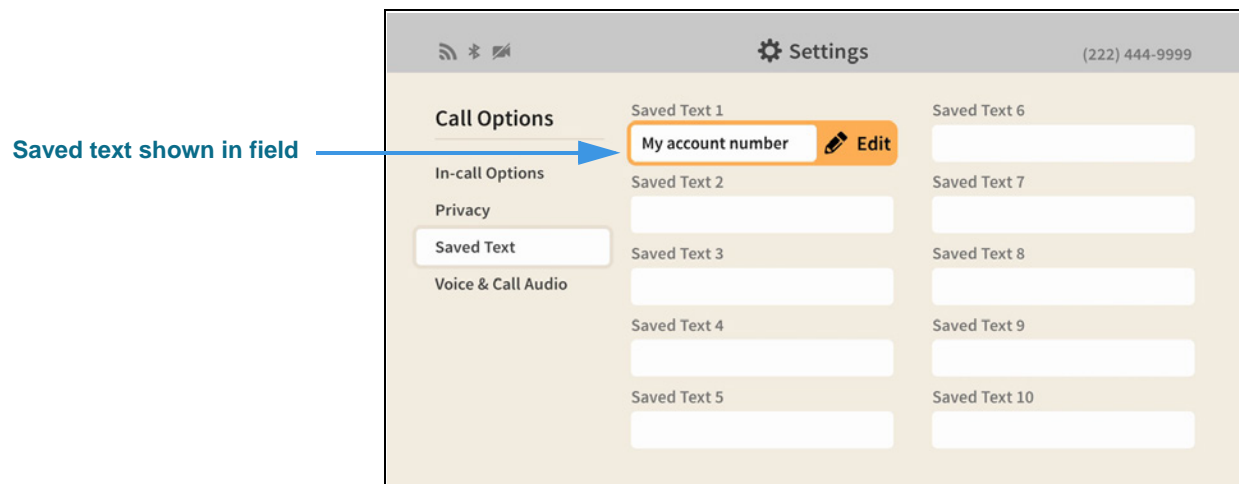 Settings
(222) 444-9999
Saved text shown in field
Call Options
In-call Options
Privacy
Saved Text
Voice & Call Audio
Saved Text 1
My account number
Edit
Saved Text 2
Saved Text 3
Saved Text 4
Saved Text 5
Saved Text 6
Saved Text 7
Saved Text 8
Saved Text 9
Saved Text 10